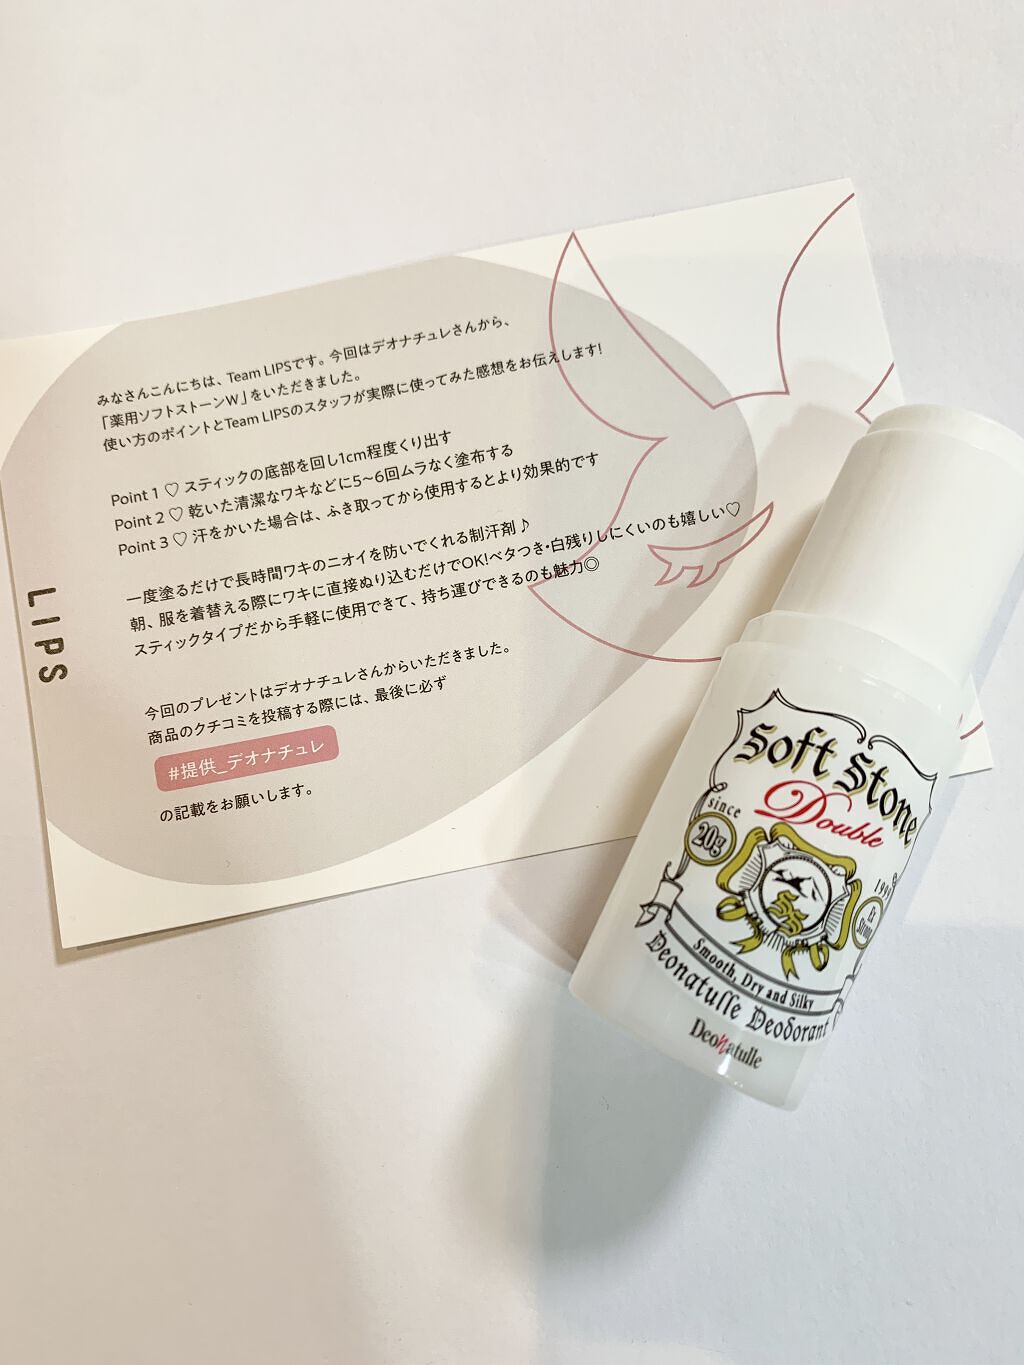 みなさんこんにちは、Team LIPSです。今回はデオナチュレさんから、
「薬用ソフトストーンW」をいただきました。
使い方のポイントとTeam LIPSのスタッフが実際に使ってみた感想をお伝えします!
Point 1 ♡ スティックの底部を回し1cm程度くり出す
Point 2 ♡ 乾いた清潔なワキなどに5〜6回ムラなく塗布する
Point 3 ♡ 汗をかいた場合は、ふき取ってから使用するとより効果的です
一度塗るだけで長時間ワキのニオイを防いでくれる制汗剤♪
朝、服を着替える際にワキに直接ぬり込むだけでOK!ベタつき・白残りしにくいのも嬉しい♡
スティックタイプだから手軽に使用できて、持ち運びできるのも魅力◎
今回のプレゼントはデオナチュレさんからいただきました。
商品のクチコミを投稿する際には、最後に必ず
#提供_デオナチュレ
の記載をお願いします。
LIPS
Soft Stone
Double
since
1999
20g
Ex
Strong
Smooth, Dry and Silky
Deonatulle Deodorant
Deonatulle